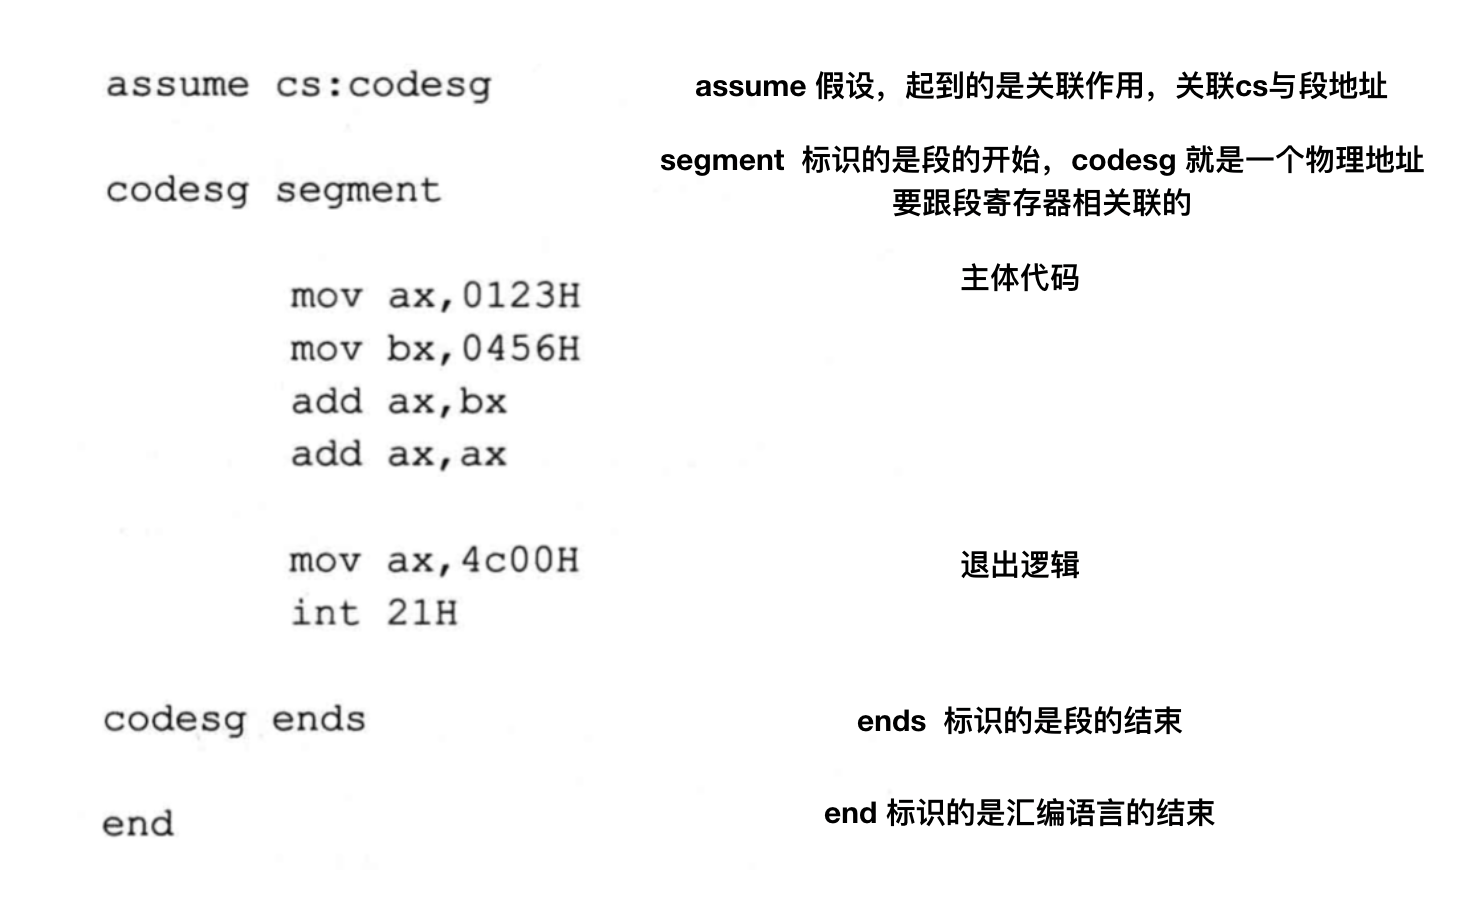 assume cs:codesg
assume 假设，起到的是关联作用，关联cs与段地址
segment 标识的是段的开始，codesg 就是一个物理地址
codesg segment
要跟段寄存器相关联的
主体代码
mov ax,0123H
mov bx,0456H
add ax,bx
add ax,ax
mov ax,4c00H
退出逻辑
int 21H
codesg ends
ends 标识的是段的结束
end
end 标识的是汇编语言的结束